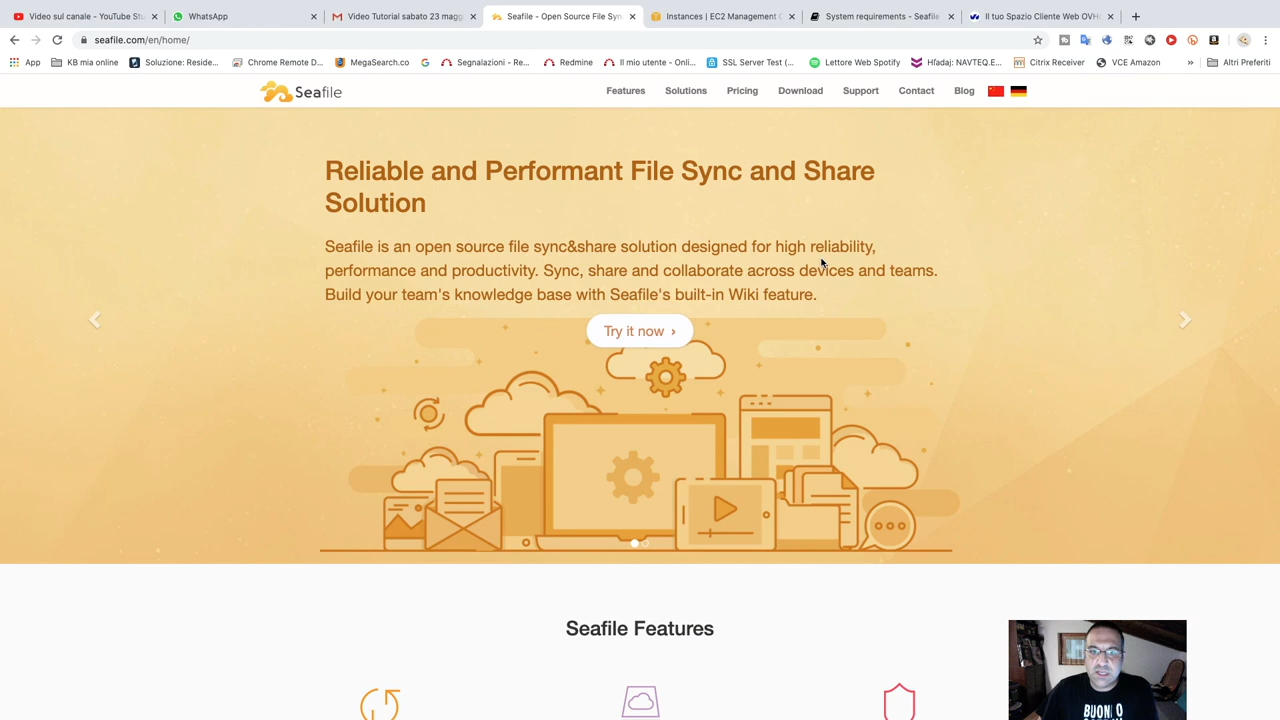 Video sul canale - YouTube Stu
WhatsApp
Video Tutorial sabato 23 magg
Seafile - Open Source File Syn
Instances | EC2 Management C
System requirements - Seafile
Il tuo Spazio Cliente Web OVH
seafile.com/en/home/
App
KB mia online
Soluzione: Reside...
Chrome Remote D...
MegaSearch.co
Segnalazioni - Re...
Redmine
Il mio utente - Onli...
SSL Server Test (...
Lettore Web Spotify
Hľadaj: NAVTEQ.E...
Citrix Receiver
VCE Amazon
»
Altri Preferiti
Seafile
Features
Solutions
Pricing
Download
Support
Contact
Blog
Reliable and Performant File Sync and Share
Solution
Seafile is an open source file sync&share solution designed for high reliability,
performance and productivity. Sync, share and collaborate across devices and teams.
Build your team's knowledge base with Seafile's built-in Wiki feature.
Try it now ›
Seafile Features